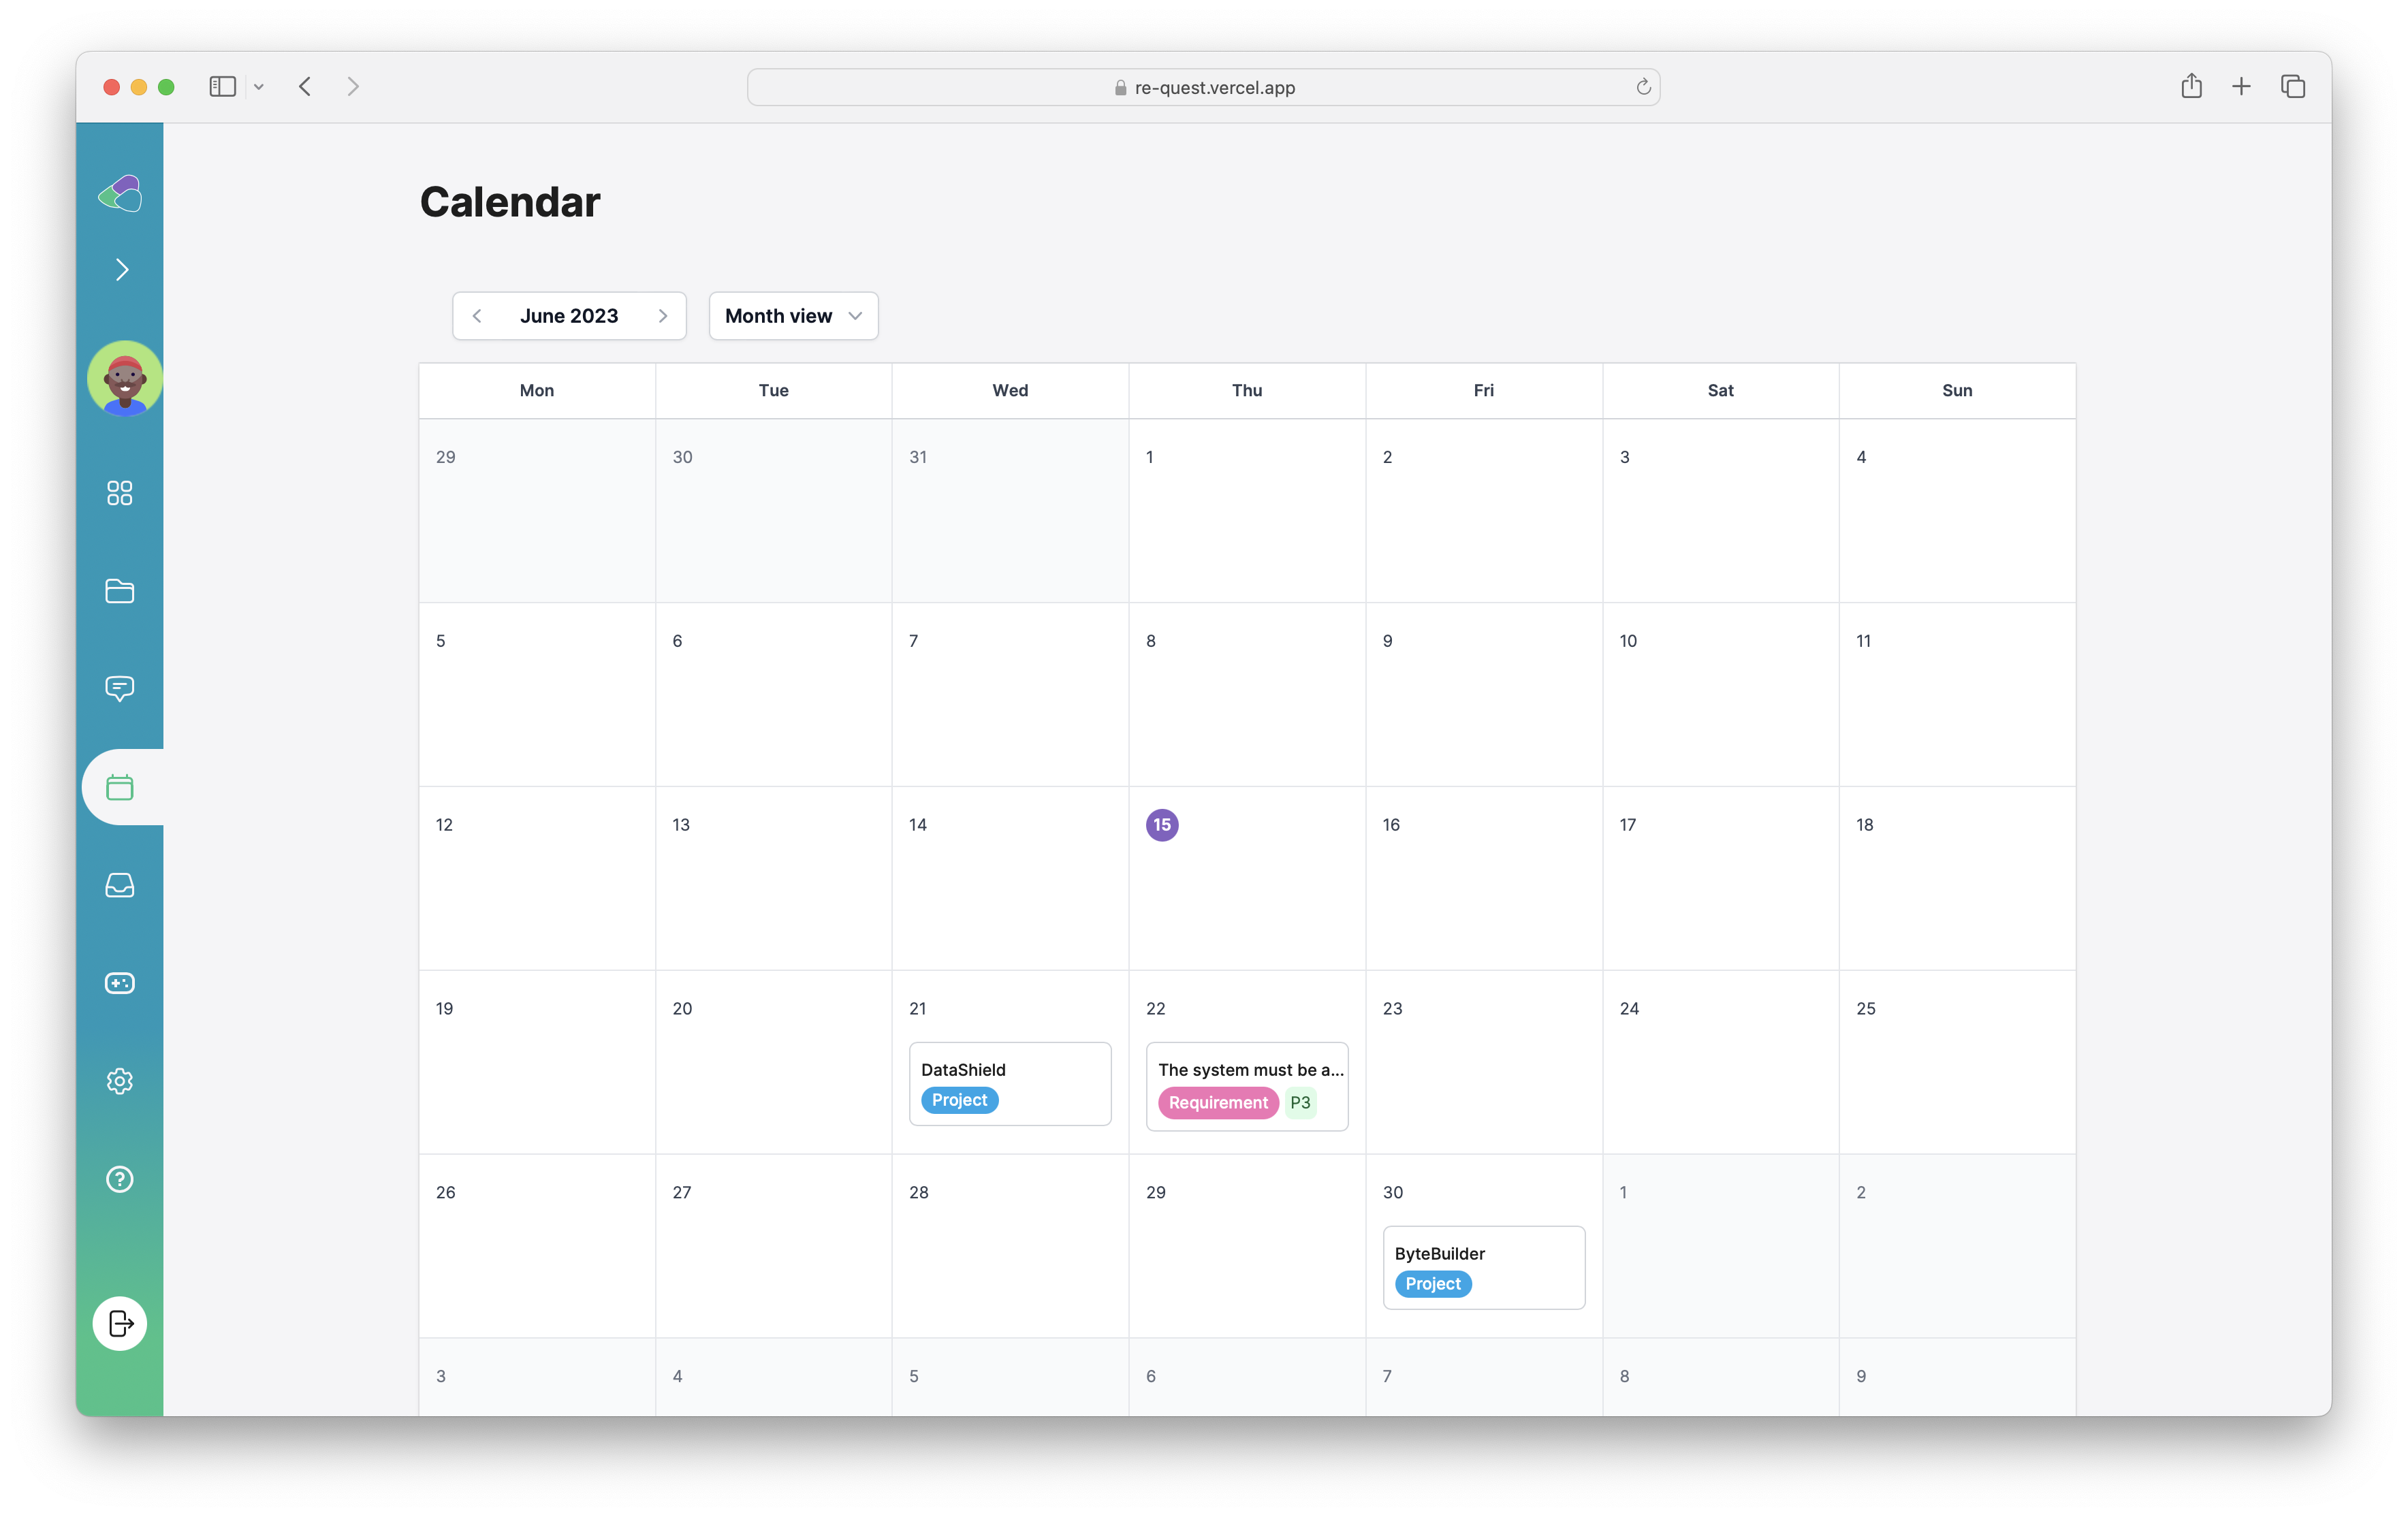 re-quest.vercel.app
Calendar
June 2023
Month view
Mon Tue Wed Thu Fri Sat Sun
29 30 31 1 2 3 4
5 6 7 8 9 10 11
12 13 14 15 16 17 18
19 20 21 22 23 24 25
DataShield The system must be a...
Project Requirement P3
26 27 28 29 30 1 2
ByteBuilder
Project
3 4 5 6 7 8 9